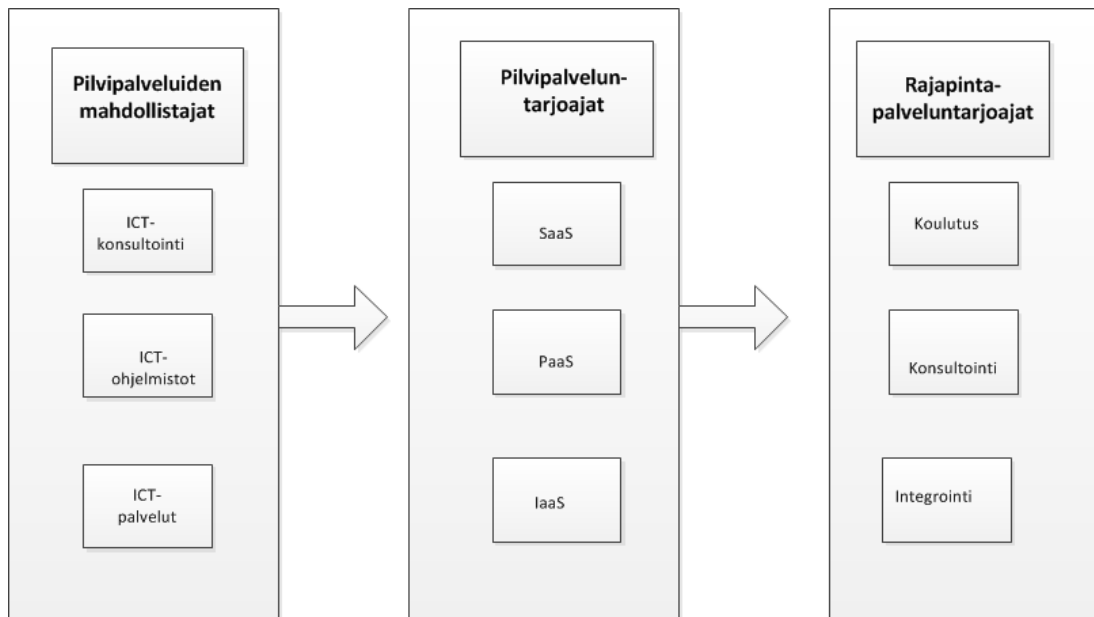 Pilvipalveluiden
mahdollistajat
ICT-
konsultointi
ICT-
ohjelmistot
ICT-
palvelut
Pilvipalvelun-
tarjoajat
SaaS
PaaS
IaaS
Rajapinta-
palveluntarjoajat
Koulutus
Konsultointi
Integrointi